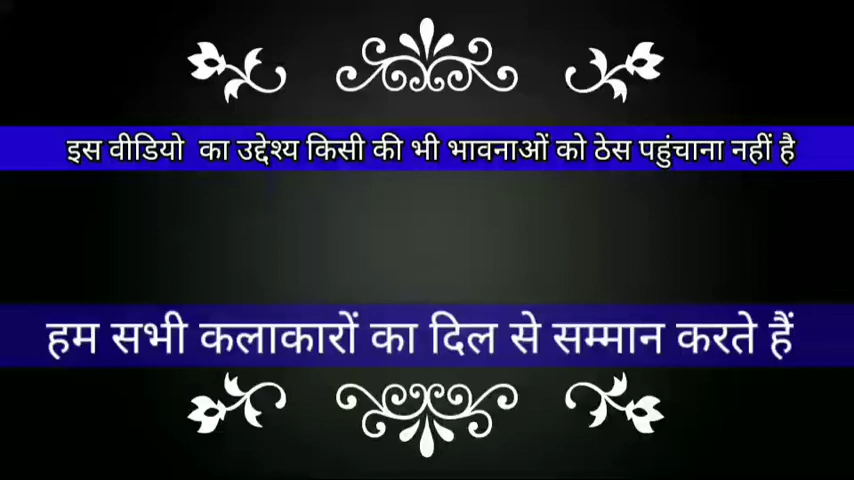 इस वीडियो का उद्देश्य किसी की भी भावनाओं को ठेस पहुंचाना नहीं है
हम सभी कलाकारों का दिल से सम्मान करते हैं